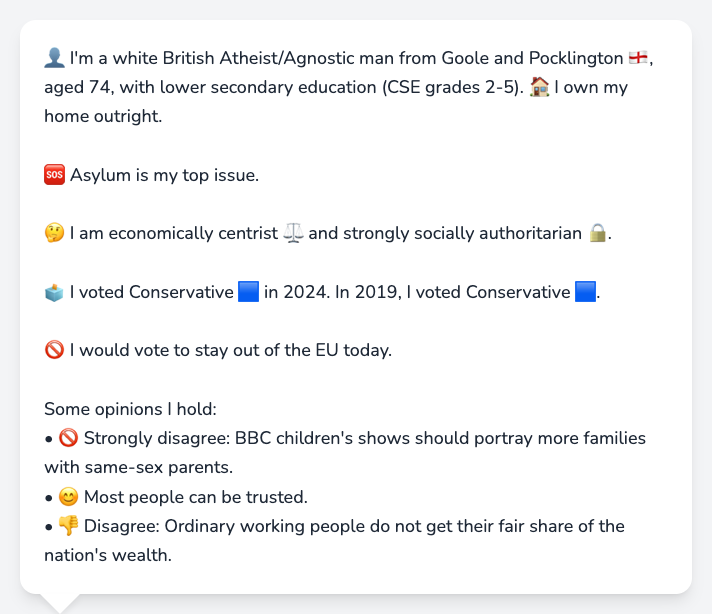 👤 I'm a white British Atheist/Agnostic man from Goole and Pocklington 🏴󠁧󠁢󠁥󠁮󠁧󠁿,
aged 74, with lower secondary education (CSE grades 2-5). 🏠 I own my
home outright.
🆘 Asylum is my top issue.
🤔 I am economically centrist ⚖️ and strongly socially authoritarian 🔒.
🗳️ I voted Conservative 🟦 in 2024. In 2019, I voted Conservative 🟦.
🚫 I would vote to stay out of the EU today.
Some opinions I hold:
• 🚫 Strongly disagree: BBC children's shows should portray more families
with same-sex parents.
• 😊 Most people can be trusted.
• 👎 Disagree: Ordinary working people do not get their fair share of the
nation's wealth.